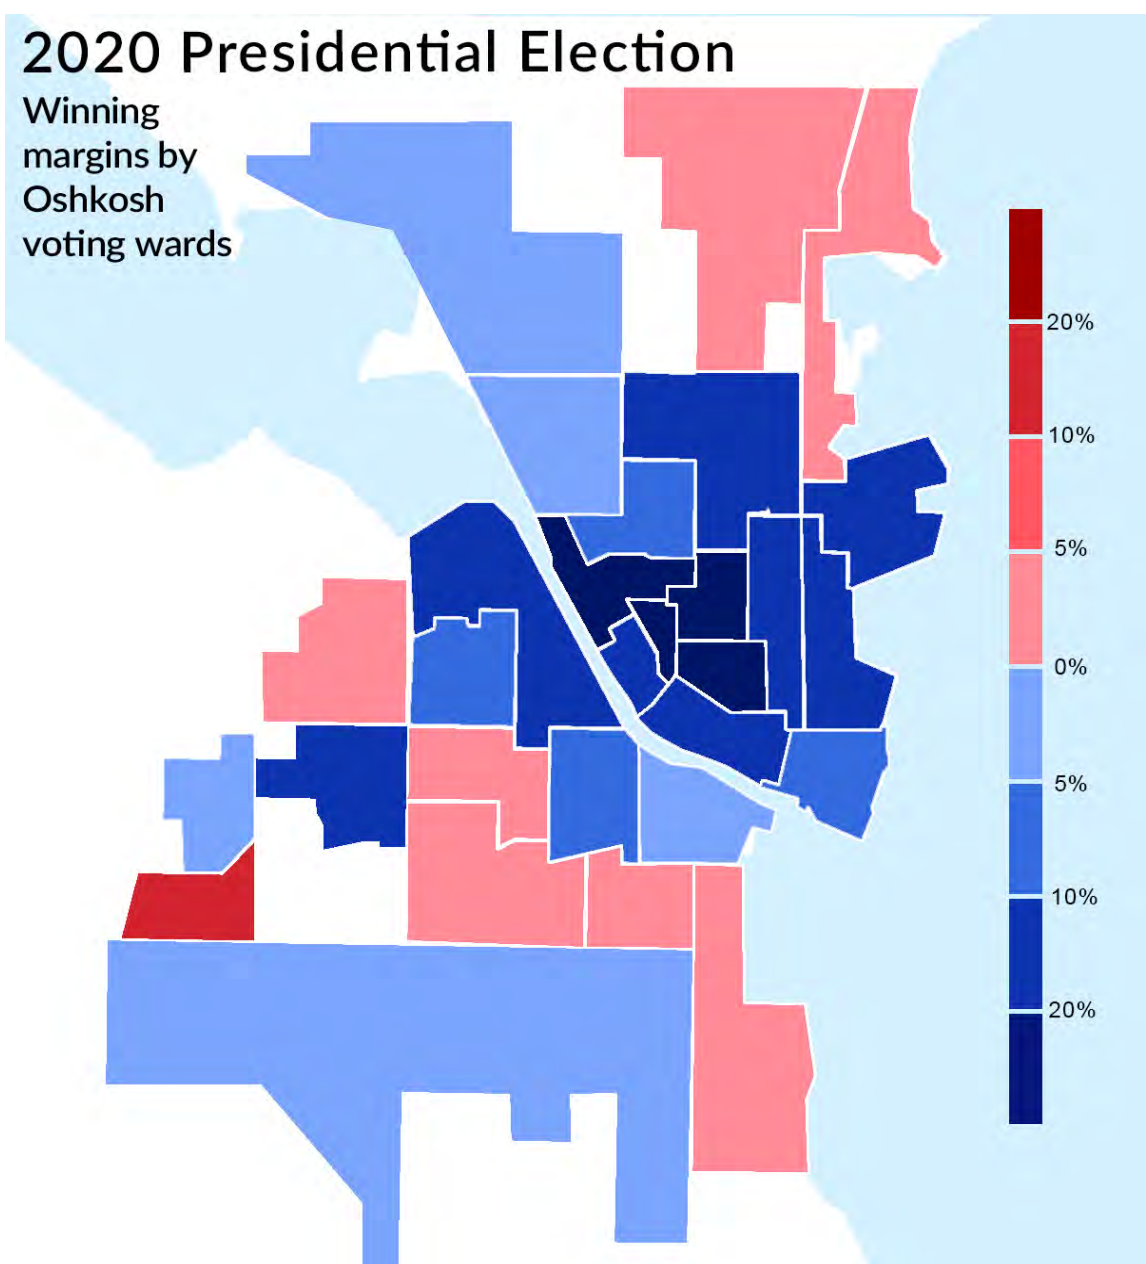 2020 Presidential Election
Winning
margins by
Oshkosh
voting wards
20%
10%
5%
0%
5%
10%
20%